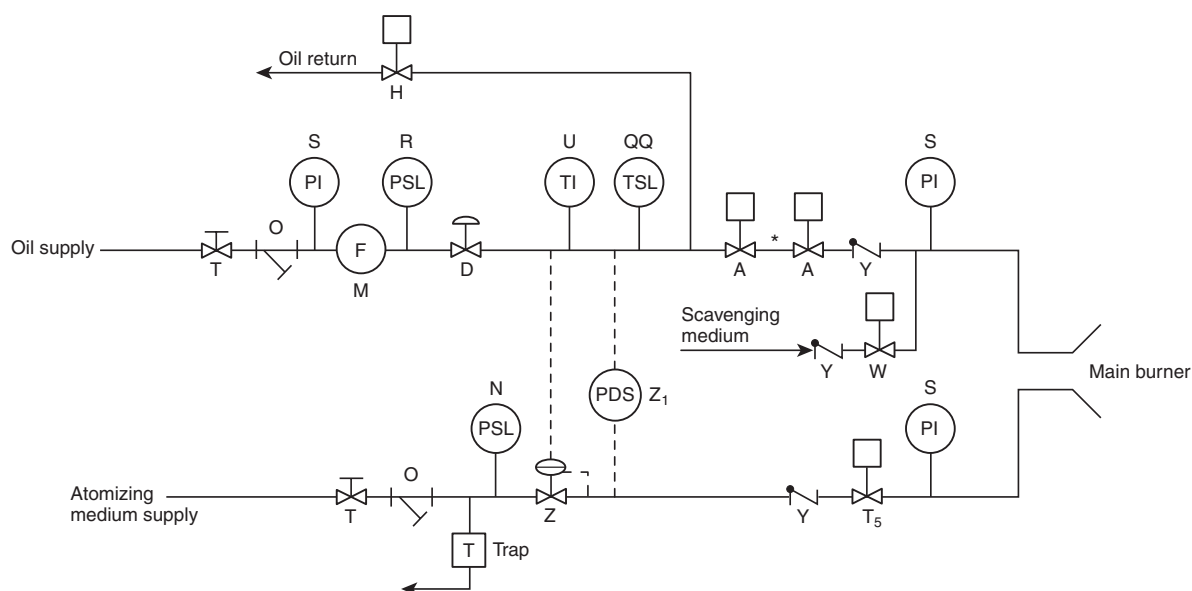 Oil return
H
S
R
U
QQ
S
PI
PSL
TI
TSL
PI
Oil supply
T
O
F
M
D
A
*
A
Y
Scavenging
medium
Y
W
Main burner
N
PSL
PDS
Z₁
S
PI
Atomizing
medium supply
T
O
Z
Y
T₅
T
Trap